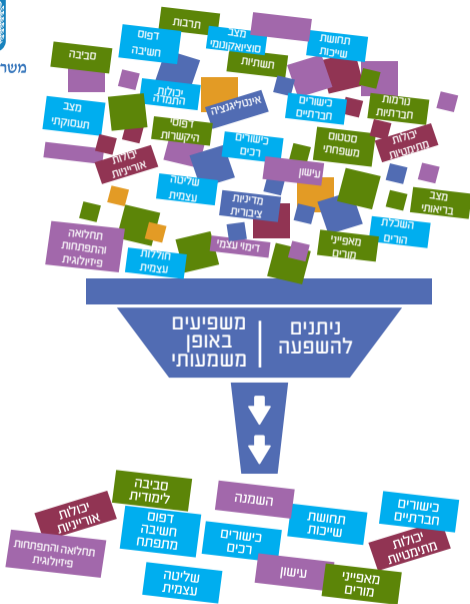 משר
תרבות
דפוס
חשיבה
מצב
סוציואקונומי
תחושת
שייכות
סביבה
תשתיות
יכולות
התמדה
אינטליגנציה
כישורים
חברתיים
נורמות
חברתיות
מצב
תעסוקתי
דפוסי
היקשרות
כישורים
רכים
סטטוס
משפחתי
יכולות
מתימטיות
יכולות
אורייניות
עישון
שליטה
עצמית
מדיניות
ציבורית
מצב
בריאותי
השכלת
הורים
תחלואה
והתפתחות
פיזיולוגית
חוללות
עצמית
דימוי עצמי
מאפייני
מורים
ניתנים
להשפעה
משפיעים
באופן
משמעותי
סביבה
לימודית
השמנה
כישורים
חברתיים
יכולות
אורייניות
דפוס
חשיבה
מתפתח
תחושת
שייכות
כישורים
רכים
יכולות
מתימטיות
תחלואה והתפתחות
פיזיולוגית
שליטה
עצמית
עישון
מאפייני
מורים